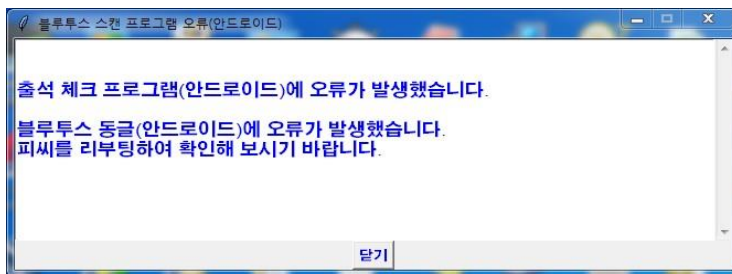 블루투스 스캔 프로그램 오류(안드로이드)
출석 체크 프로그램(안드로이드)에 오류가 발생했습니다.
블루투스 동글(안드로이드)에 오류가 발생했습니다.
피씨를 리부팅하여 확인해 보시기 바랍니다.
닫기